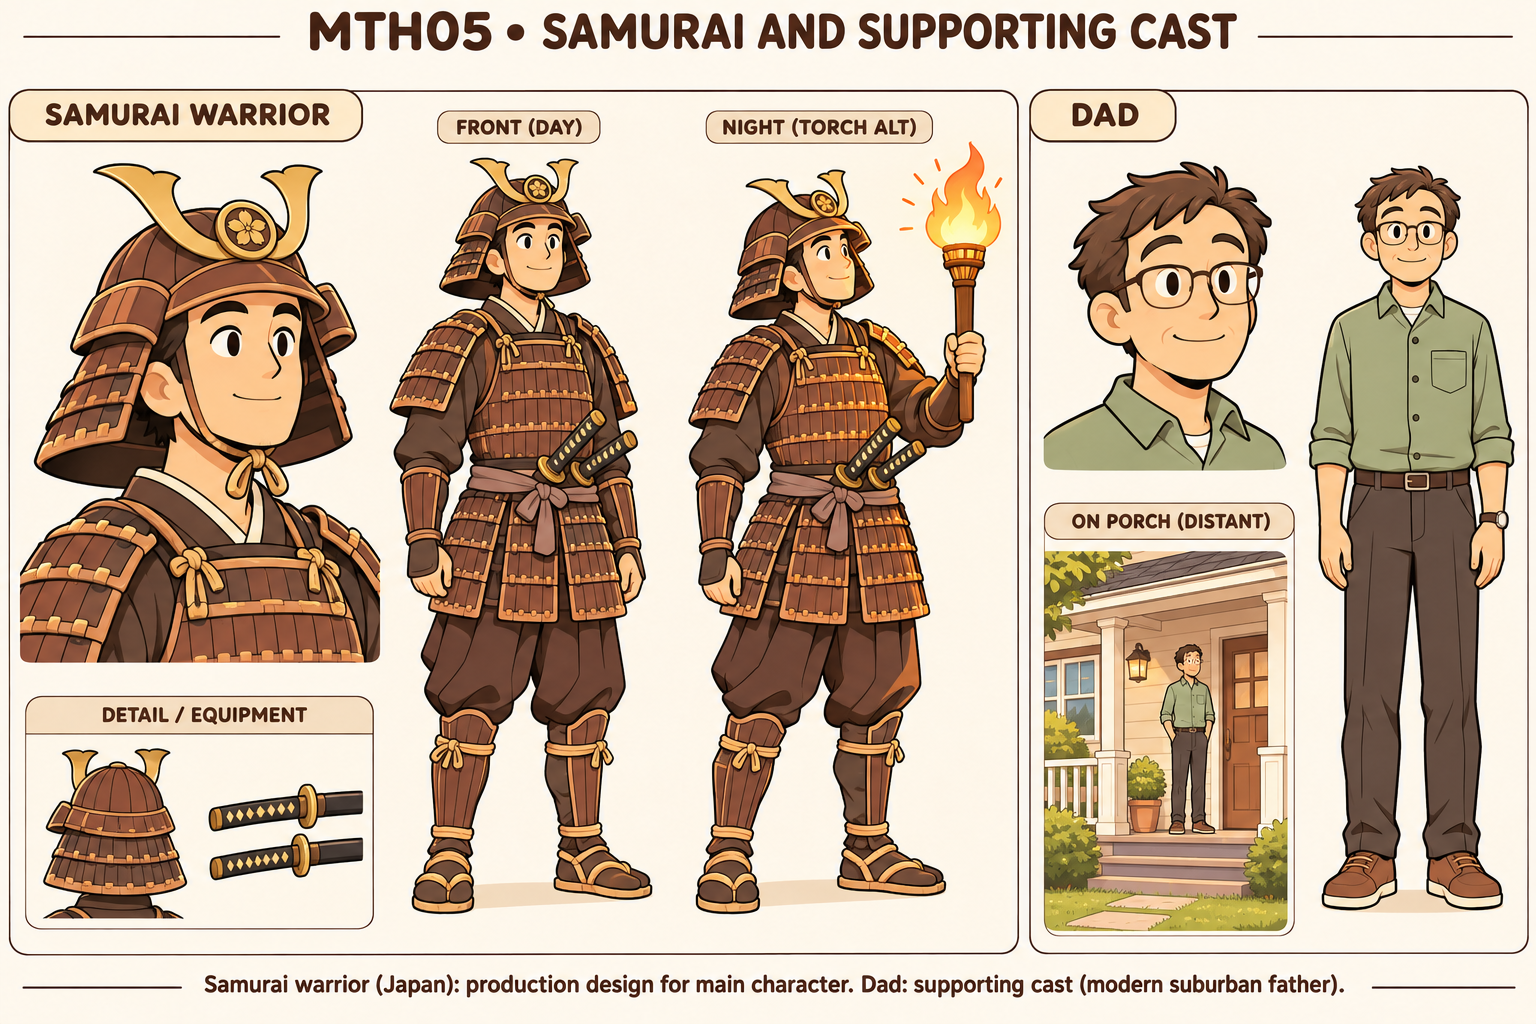 MTH05 • SAMURAI AND SUPPORTING CAST
SAMURAI WARRIOR
FRONT (DAY)
NIGHT (TORCH ALT)
DETAIL / EQUIPMENT
DAD
ON PORCH (DISTANT)
Samurai warrior (Japan): production design for main character. Dad: supporting cast (modern suburban father).